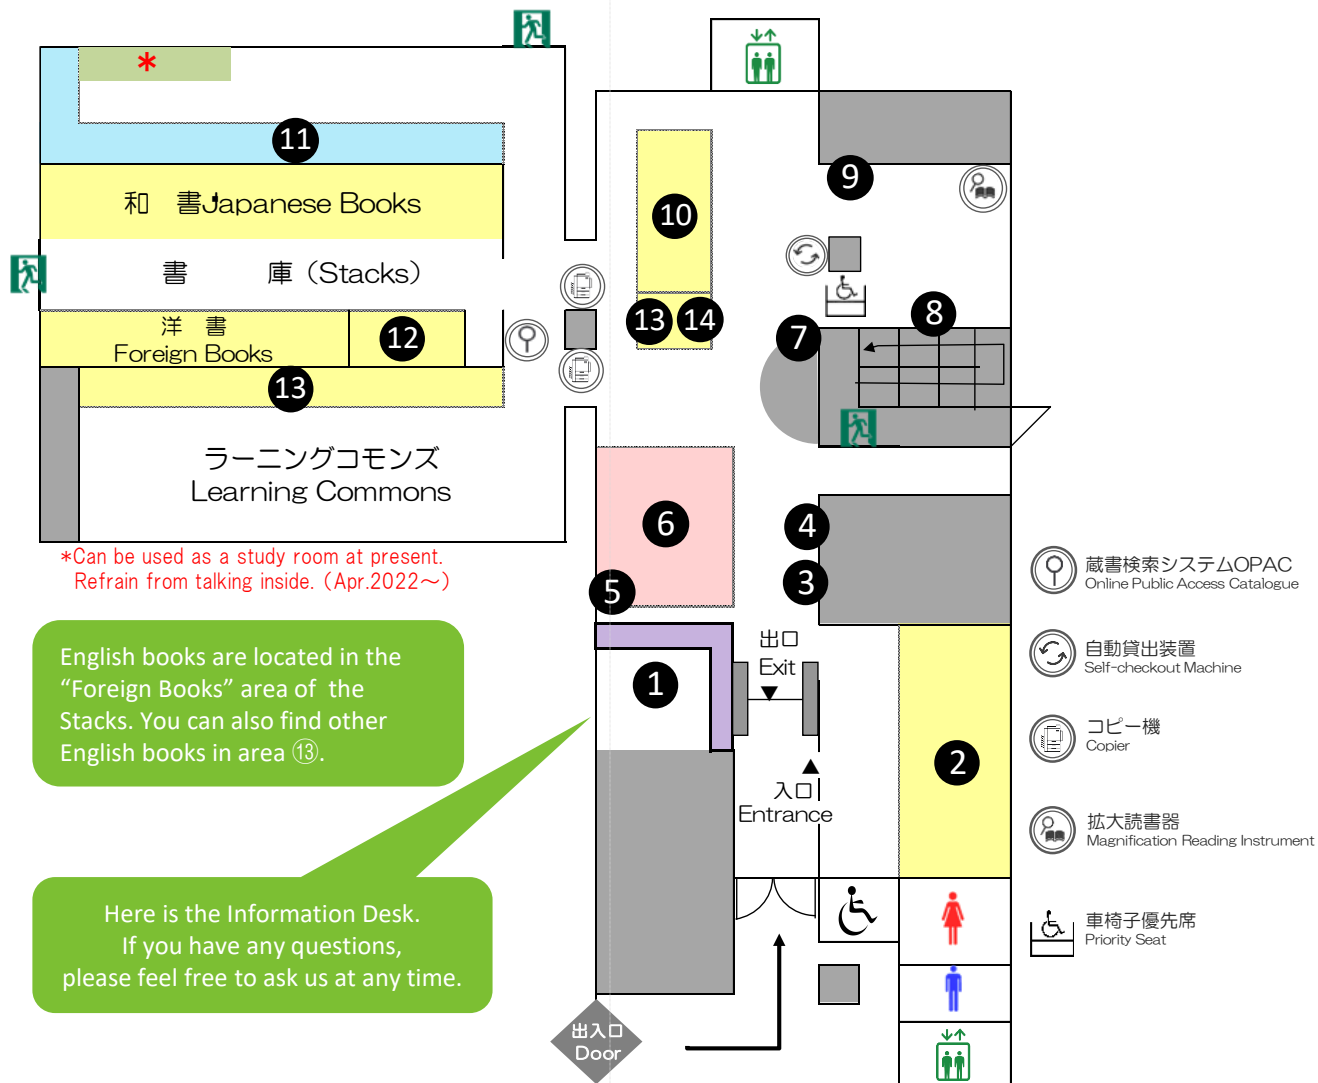 *
11
和 書Japanese Books
書 庫（Stacks）
洋 書
Foreign Books
12
13
ラーニングコモンズ
Learning Commons
*Can be used as a study room at present.
Refrain from talking inside. (Apr.2022～)
10
13
14
9
7
8
6
5
4
3
出口
Exit
1
入口
Entrance
2
English books are located in the
“Foreign Books” area of the
Stacks. You can also find other
English books in area ⑬.
Here is the Information Desk.
If you have any questions,
please feel free to ask us at any time.
出入口
Door
蔵書検索システムOPAC
Online Public Access Catalogue
自動貸出装置
Self-checkout Machine
コピー機
Copier
拡大読書器
Magnification Reading Instrument
車椅子優先席
Priority Seat